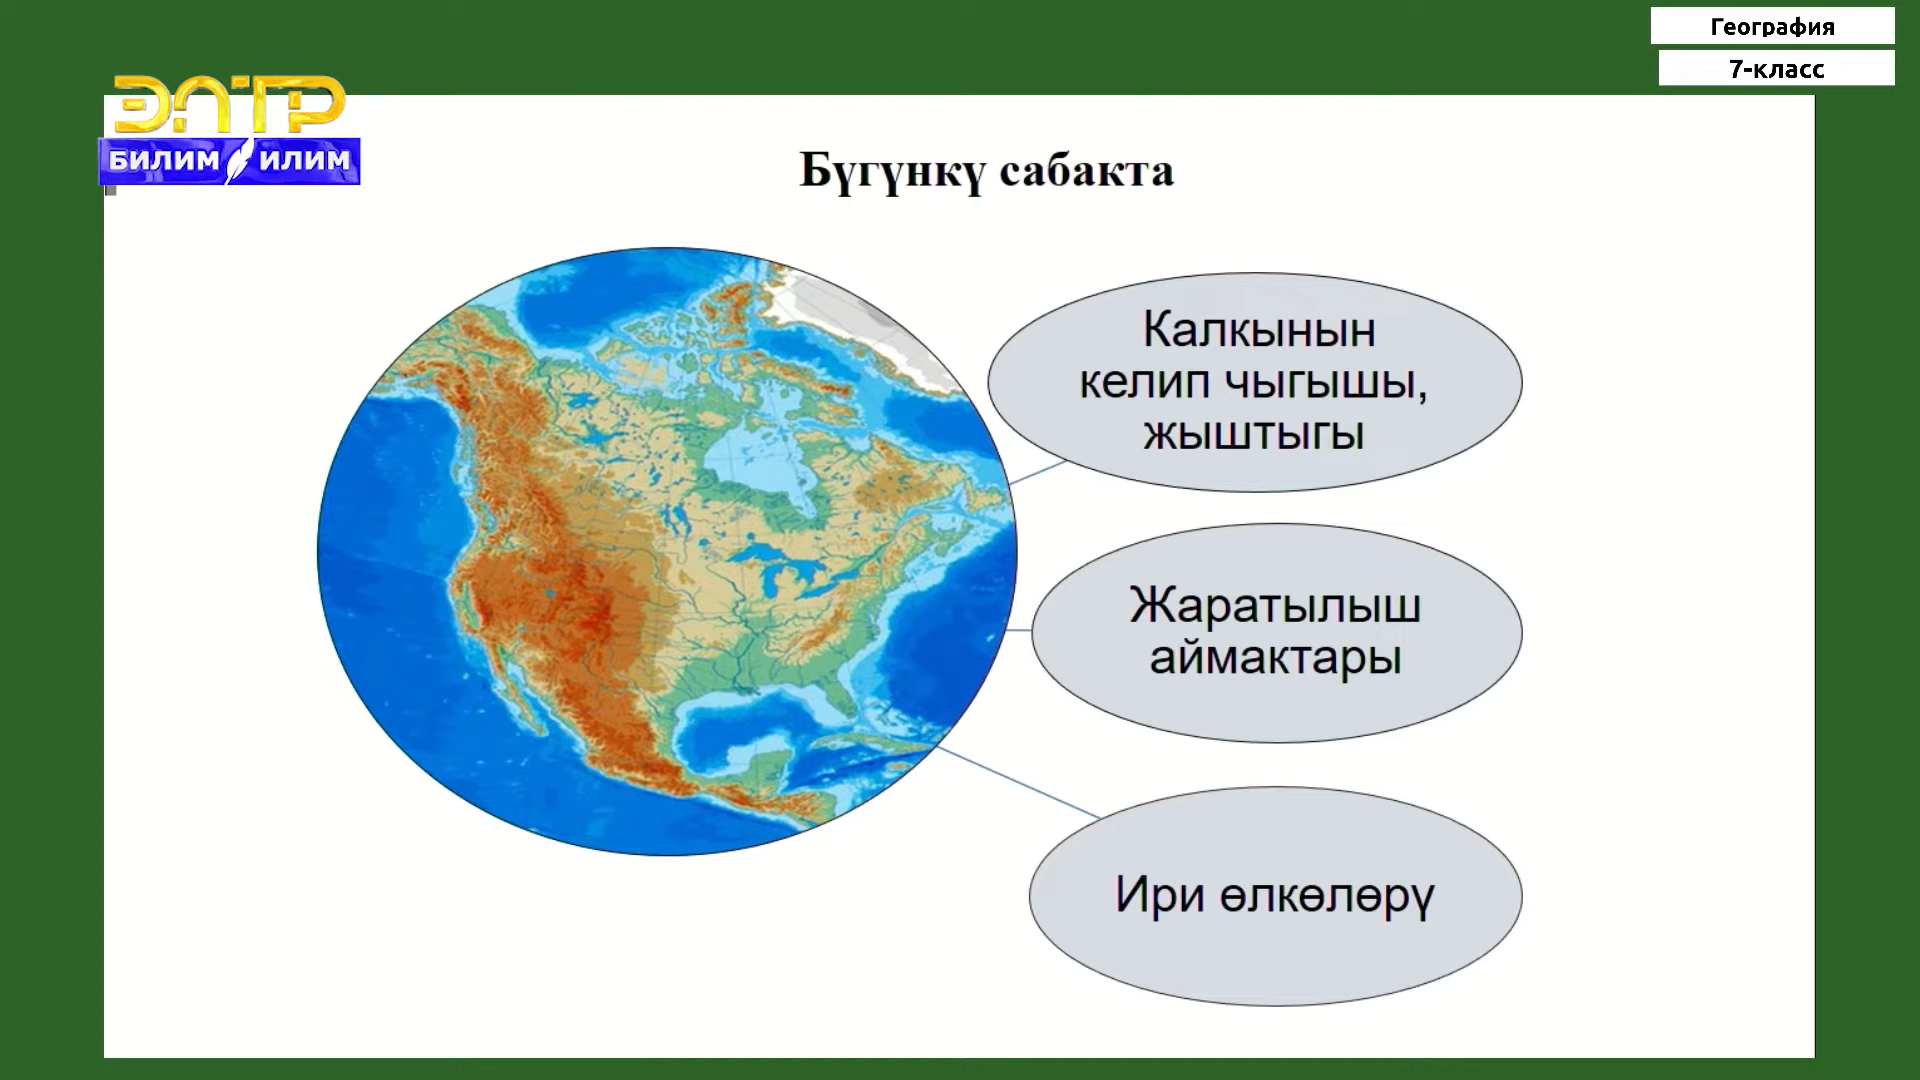 География
7-класс
ЭЛТР
БИЛИМ ИЛИМ
Бүгүнкү сабакта
Калкынын
келип чыгышы,
жыштыгы
Жаратылыш
аймактары
Ири өлкөлөрү